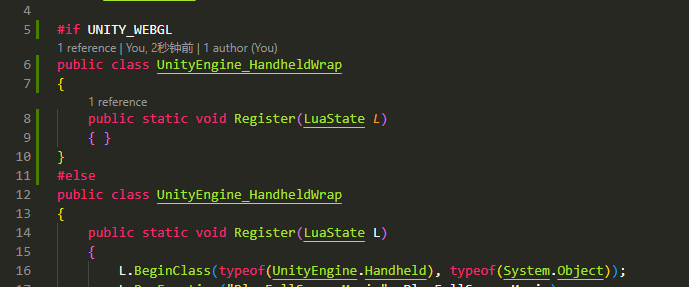 4
5 #if UNITY_WEBGL
1 reference | You, 2秒钟前 | 1 author (You)
6 public class UnityEngine_HandheldWrap
7 {
1 reference
8 public static void Register(LuaState L)
9 { }
10 }
11 #else
12 public class UnityEngine_HandheldWrap
13 {
14 public static void Register(LuaState L)
15 {
16 L.BeginClass(typeof(UnityEngine.Handheld), typeof(System.Object));